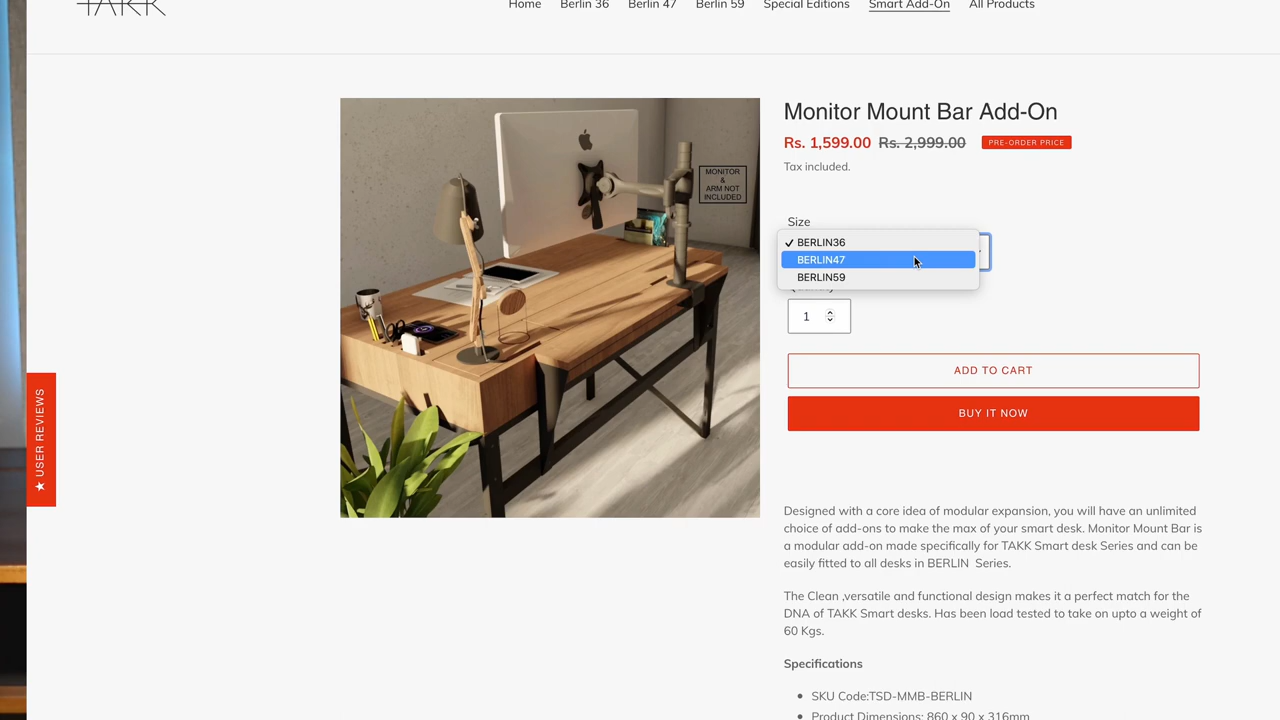 TAKK
Home Berlin 36 Berlin 47 Berlin 59 Special Editions Smart Add-On All Products
Monitor Mount Bar Add-On
Rs. 1,599.00 Rs. 2,999.00 PRE-ORDER PRICE
Tax included.
MONITOR
&
ARM NOT
INCLUDED
Size
✓ BERLIN36
BERLIN47
BERLIN59
1
ADD TO CART
BUY IT NOW
★ USER REVIEWS
Designed with a core idea of modular expansion, you will have an unlimited
choice of add-ons to make the max of your smart desk. Monitor Mount Bar is
a modular add-on made specifically for TAKK Smart desk Series and can be
easily fitted to all desks in BERLIN Series.
The Clean ,versatile and functional design makes it a perfect match for the
DNA of TAKK Smart desks. Has been load tested to take on upto a weight of
60 Kgs.
Specifications
SKU Code:TSD-MMB-BERLIN
Product Dimensions: 860 x 90 x 316mm